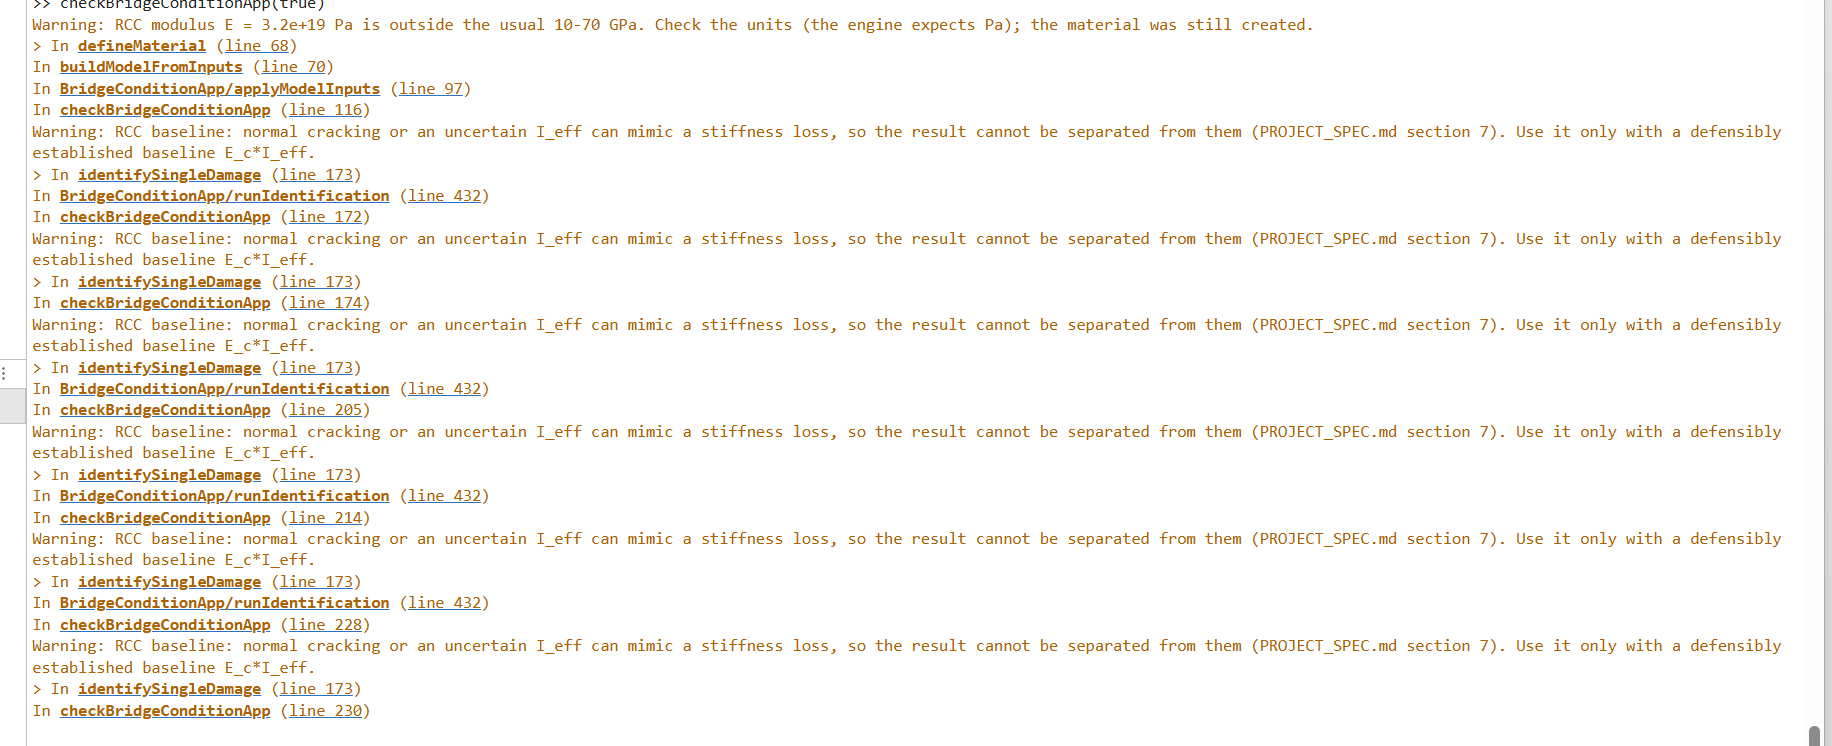 >> checkBridgeConditionApp(true)
Warning: RCC modulus E = 3.2e+19 Pa is outside the usual 10-70 GPa. Check the units (the engine expects Pa); the material was still created.
> In defineMaterial (line 68)
In buildModelFromInputs (line 70)
In BridgeConditionApp/applyModelInputs (line 97)
In checkBridgeConditionApp (line 116)
Warning: RCC baseline: normal cracking or an uncertain I_eff can mimic a stiffness loss, so the result cannot be separated from them (PROJECT_SPEC.md section 7). Use it only with a defensibly
established baseline E_c*I_eff.
> In identifySingleDamage (line 173)
In BridgeConditionApp/runIdentification (line 432)
In checkBridgeConditionApp (line 172)
Warning: RCC baseline: normal cracking or an uncertain I_eff can mimic a stiffness loss, so the result cannot be separated from them (PROJECT_SPEC.md section 7). Use it only with a defensibly
established baseline E_c*I_eff.
> In identifySingleDamage (line 173)
In checkBridgeConditionApp (line 174)
Warning: RCC baseline: normal cracking or an uncertain I_eff can mimic a stiffness loss, so the result cannot be separated from them (PROJECT_SPEC.md section 7). Use it only with a defensibly
established baseline E_c*I_eff.
> In identifySingleDamage (line 173)
In BridgeConditionApp/runIdentification (line 432)
In checkBridgeConditionApp (line 205)
Warning: RCC baseline: normal cracking or an uncertain I_eff can mimic a stiffness loss, so the result cannot be separated from them (PROJECT_SPEC.md section 7). Use it only with a defensibly
established baseline E_c*I_eff.
> In identifySingleDamage (line 173)
In BridgeConditionApp/runIdentification (line 432)
In checkBridgeConditionApp (line 214)
Warning: RCC baseline: normal cracking or an uncertain I_eff can mimic a stiffness loss, so the result cannot be separated from them (PROJECT_SPEC.md section 7). Use it only with a defensibly
established baseline E_c*I_eff.
> In identifySingleDamage (line 173)
In BridgeConditionApp/runIdentification (line 432)
In checkBridgeConditionApp (line 228)
Warning: RCC baseline: normal cracking or an uncertain I_eff can mimic a stiffness loss, so the result cannot be separated from them (PROJECT_SPEC.md section 7). Use it only with a defensibly
established baseline E_c*I_eff.
> In identifySingleDamage (line 173)
In checkBridgeConditionApp (line 230)